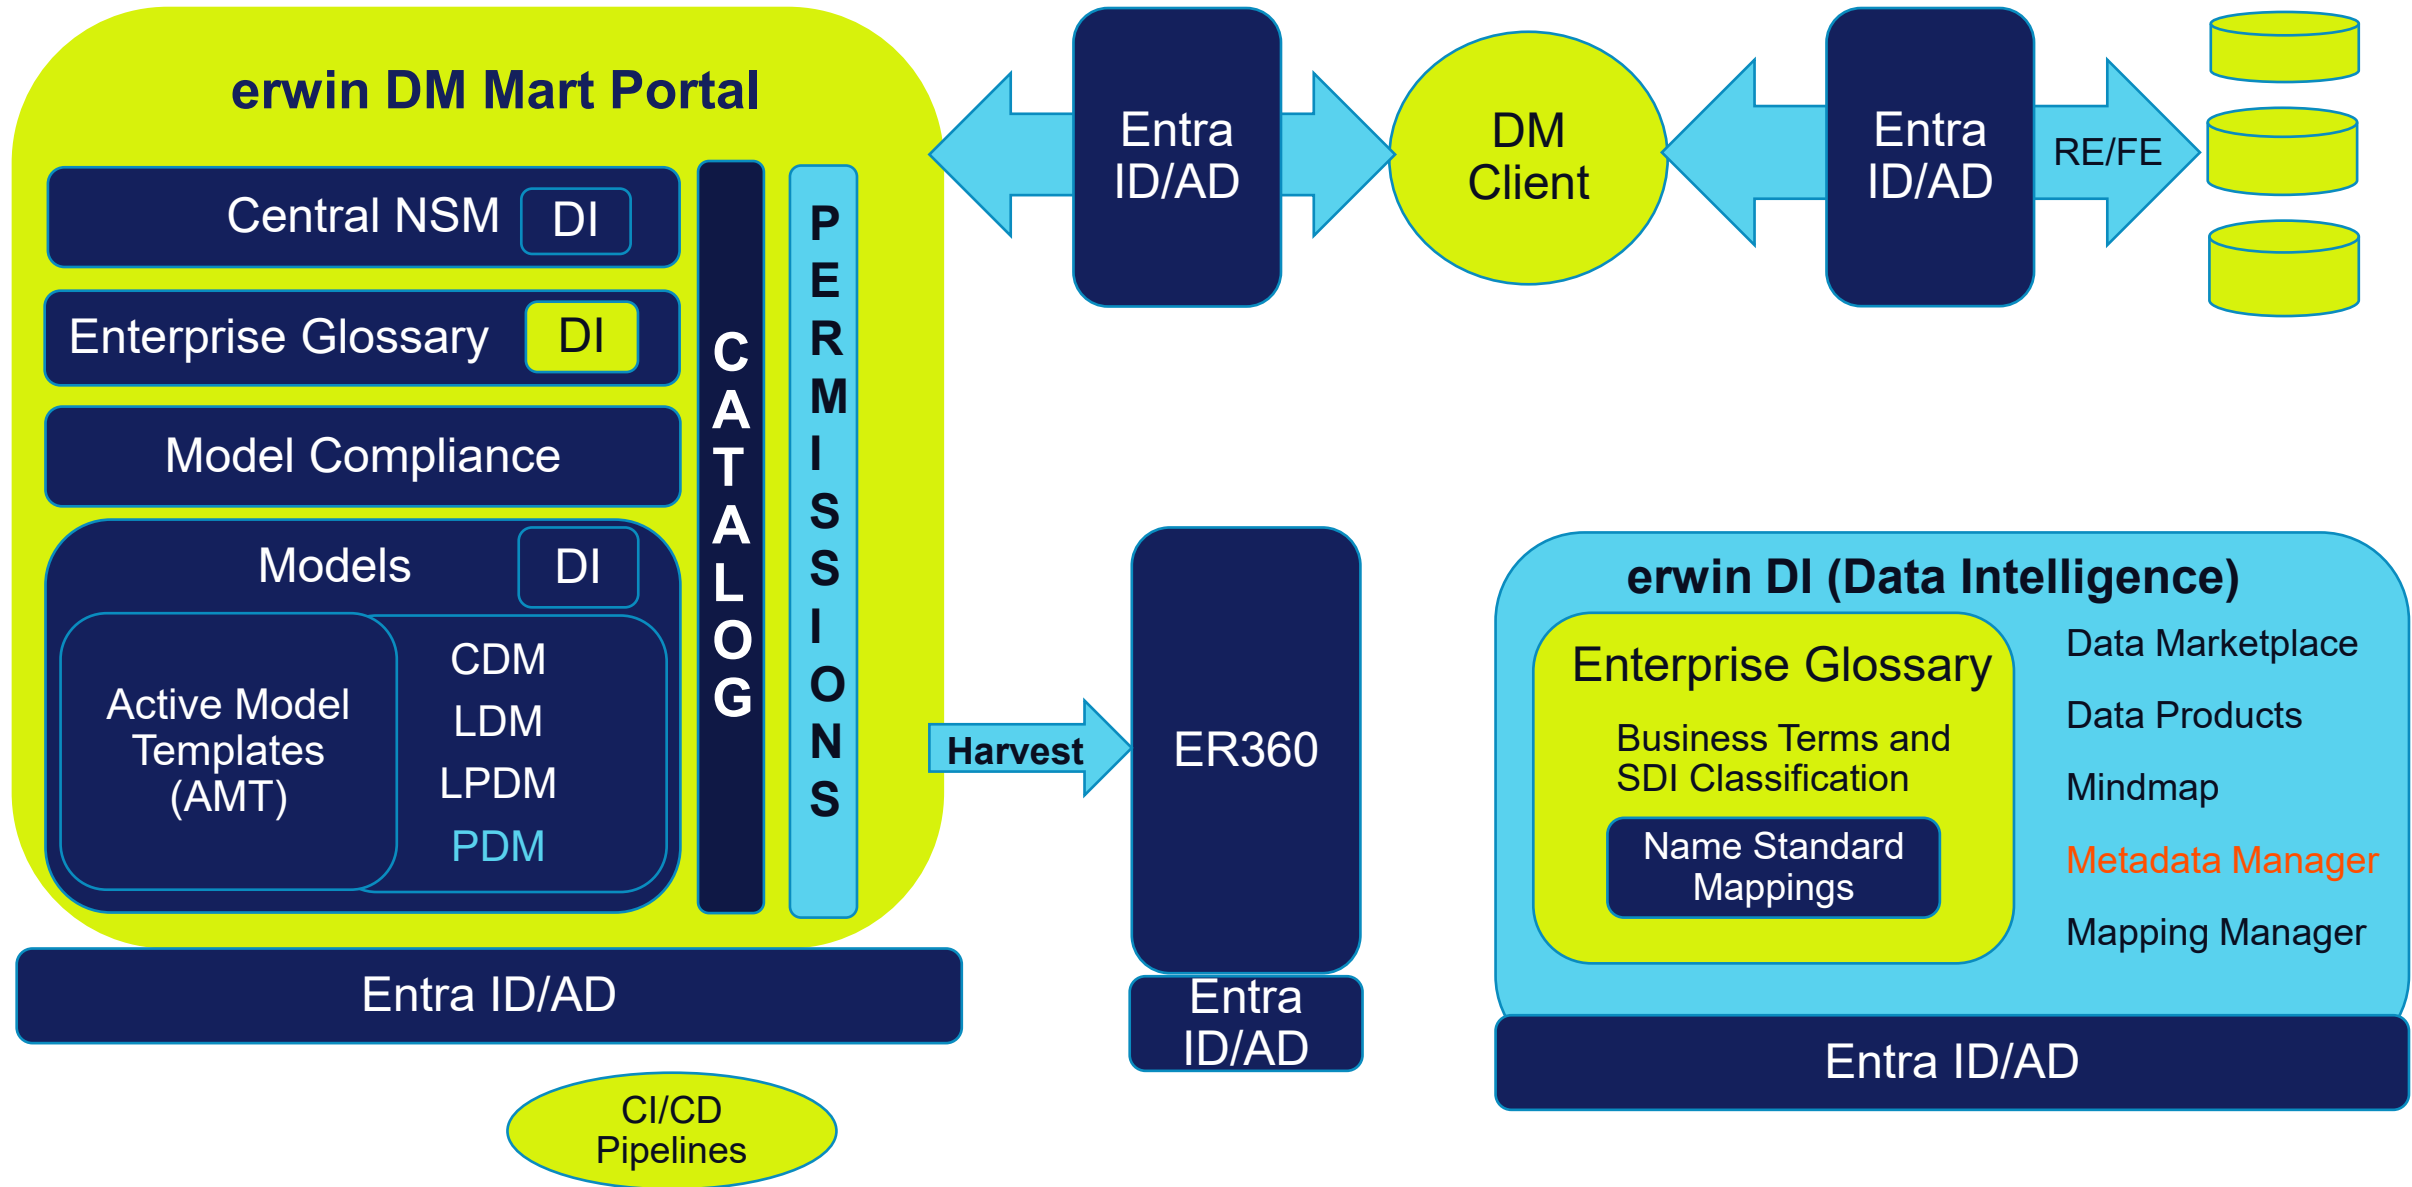 erwin DM Mart Portal
Central NSM
DI
Enterprise Glossary
DI
Model Compliance
Models
DI
Active Model
Templates
(AMT)
CDM
LDM
LPDM
PDM
CATALOG
PERMISSIONS
Entra ID/AD
CI/CD
Pipelines
Entra
ID/AD
DM
Client
Entra
ID/AD
RE/FE
Harvest
ER360
Entra
ID/AD
erwin DI (Data Intelligence)
Enterprise Glossary
Business Terms and
SDI Classification
Name Standard
Mappings
Data Marketplace
Data Products
Mindmap
Metadata Manager
Mapping Manager
Entra ID/AD